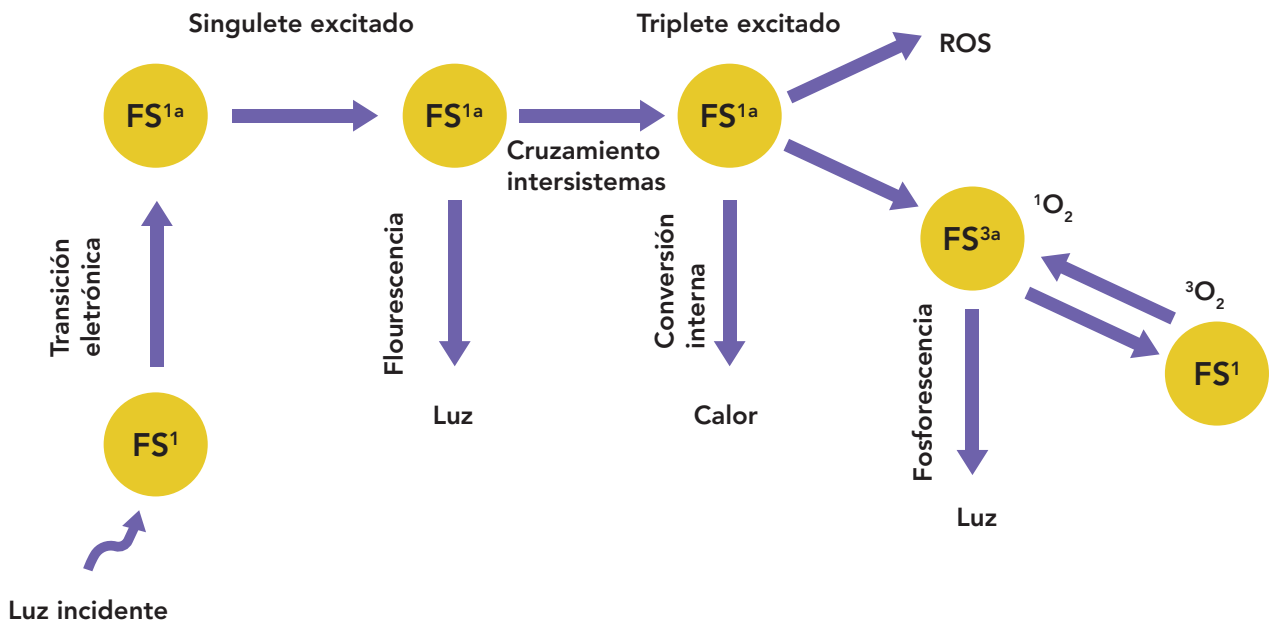 Singulete excitado
Triplete excitado
ROS
FS¹ᵃ
FS¹ᵃ
FS¹ᵃ
Cruzamiento
intersistemas
Transición
eletrónica
Flourescencia
Conversión
interna
FS³ᵃ
¹O₂
³O₂
FS¹
Fosforescencia
Luz
Calor
FS¹
Luz
Luz incidente